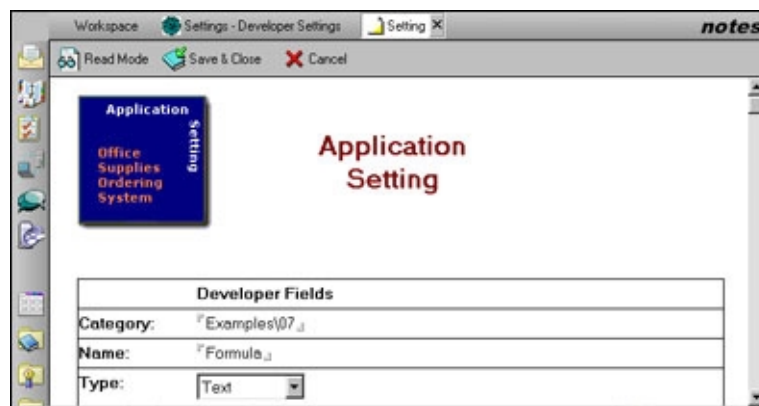 Workspace Settings - Developer Settings Setting notes
Read Mode Save & Close Cancel
Application
Setting
Office
Supplies
Ordering
System
Application
Setting
Developer Fields
Category: Examples\07
Name: Formula
Type: Text